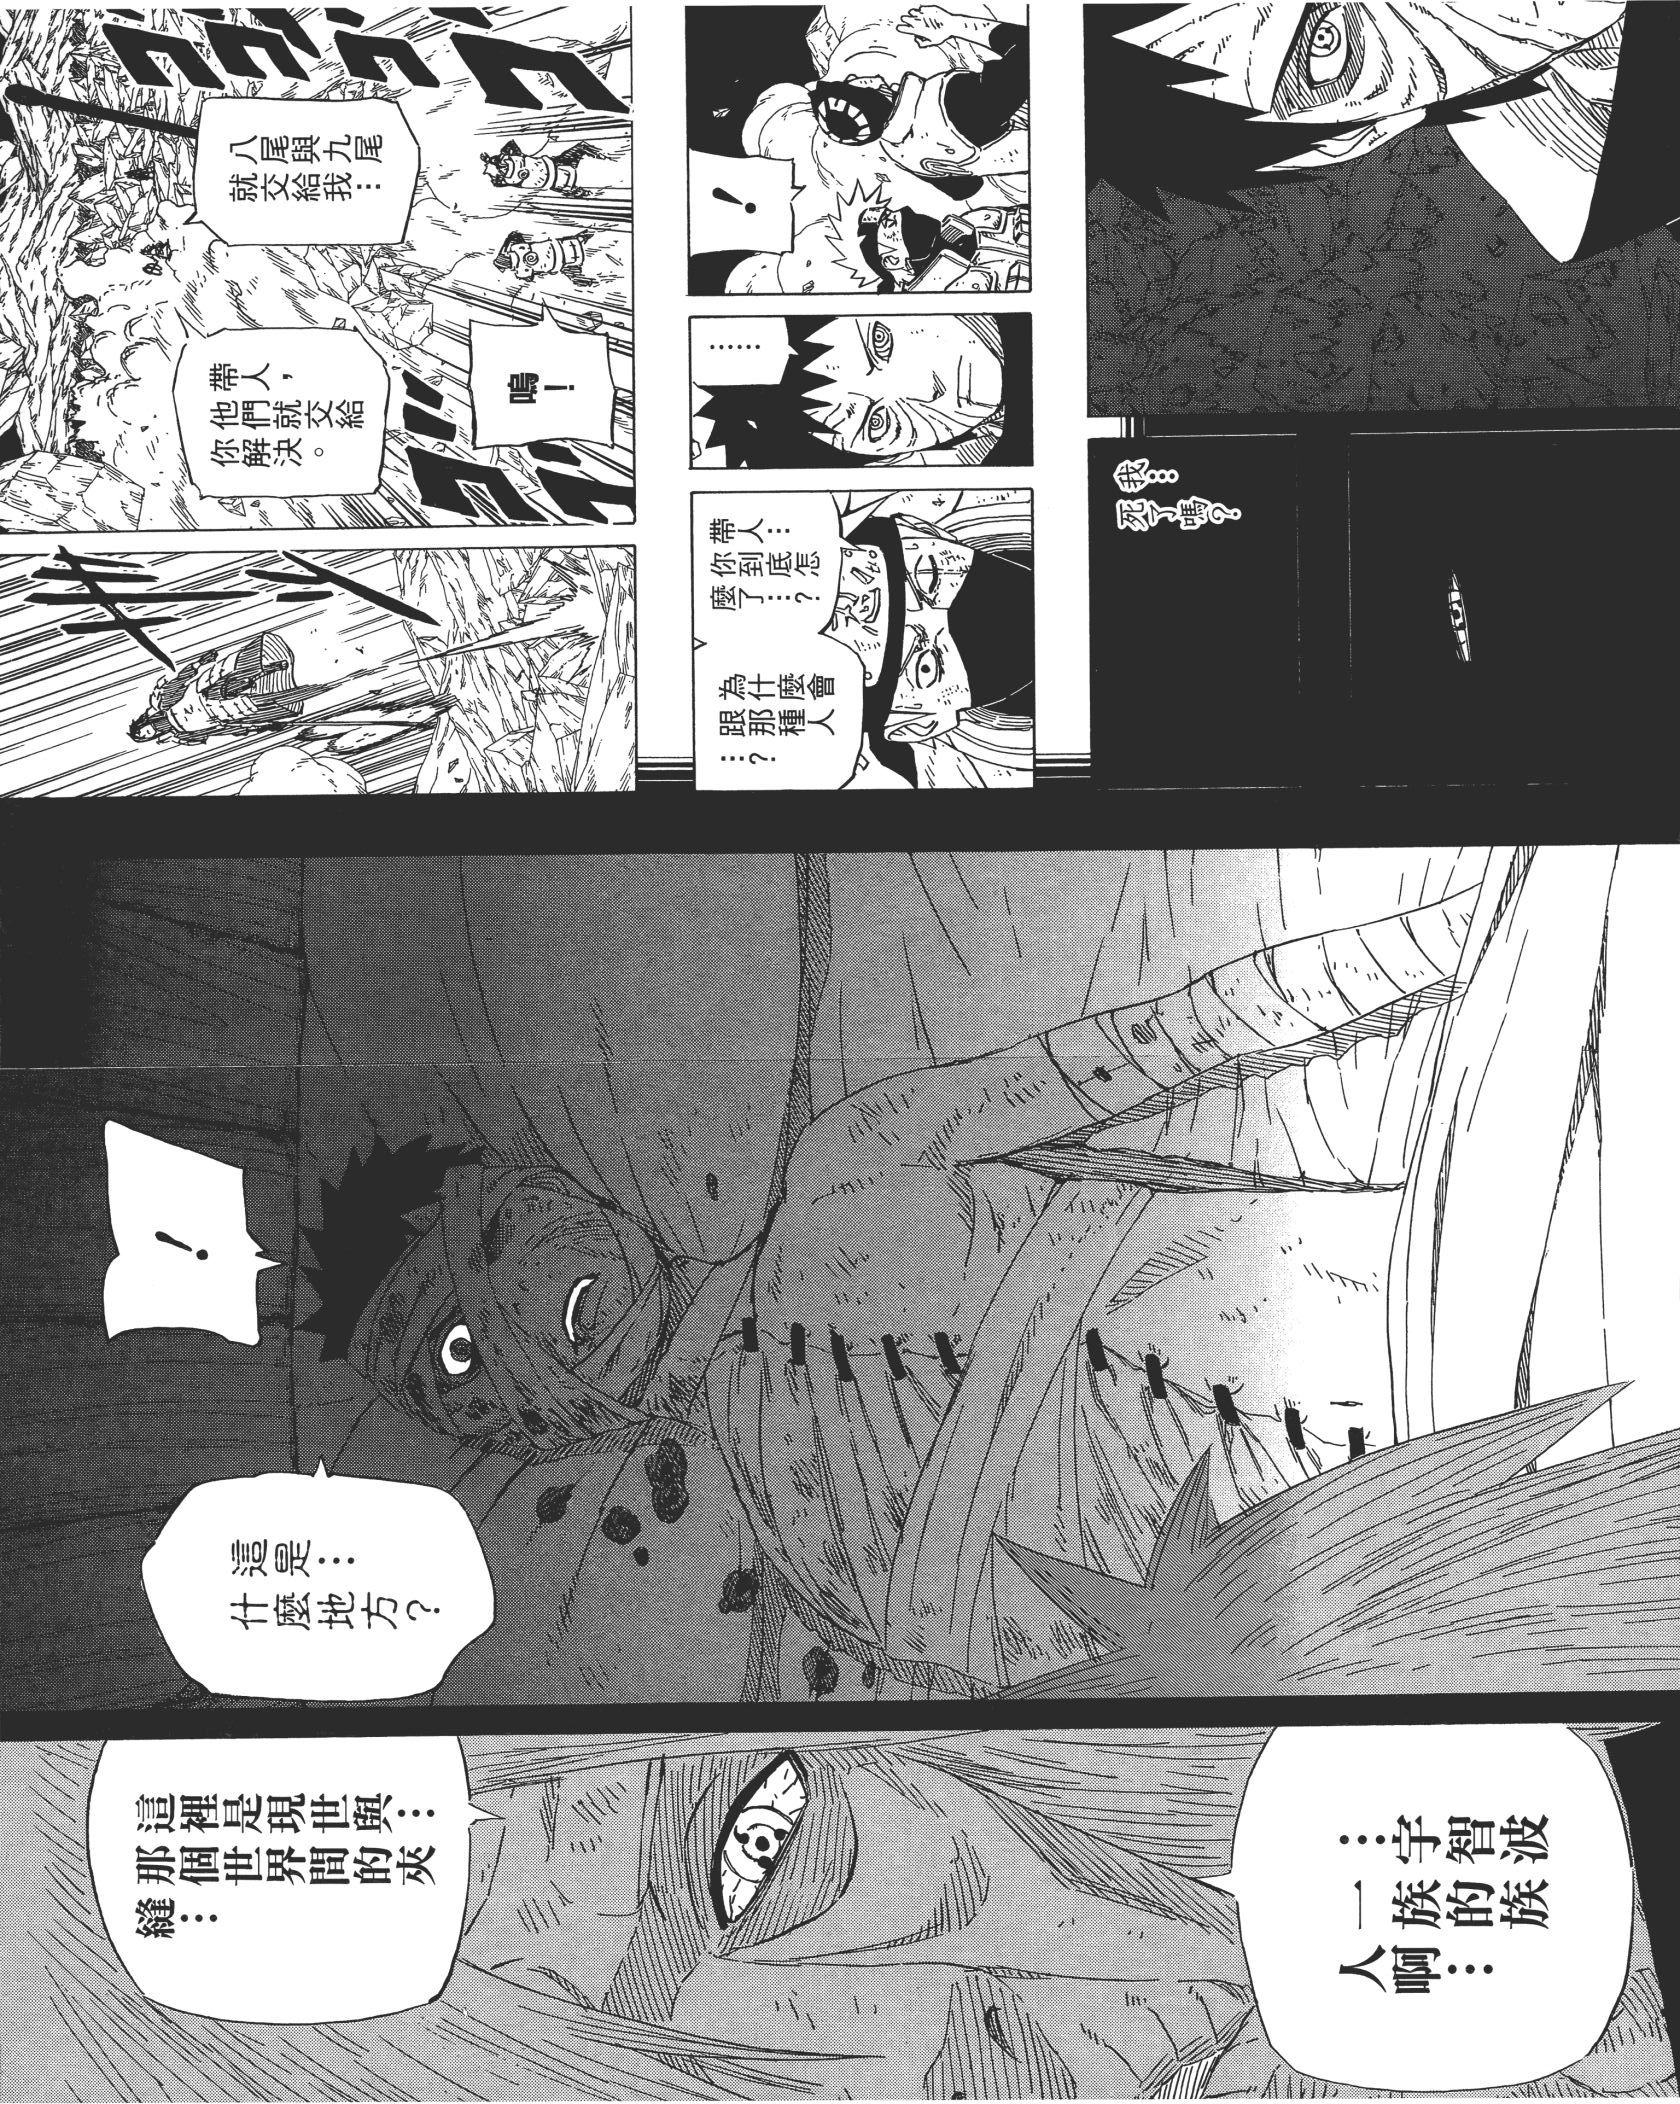 八尾與九尾
就交給我…
帶人，
他們就交給
你解決。
嗚！
！
……
帶人…
你到底怎
麼了…？
為什麼會
跟那種人
…？
我…
死了嗎？
！
這是…
什麼地方？
這裡是現世與…
那個世界間的夾
縫…
…宇智波
一族的族
人啊…